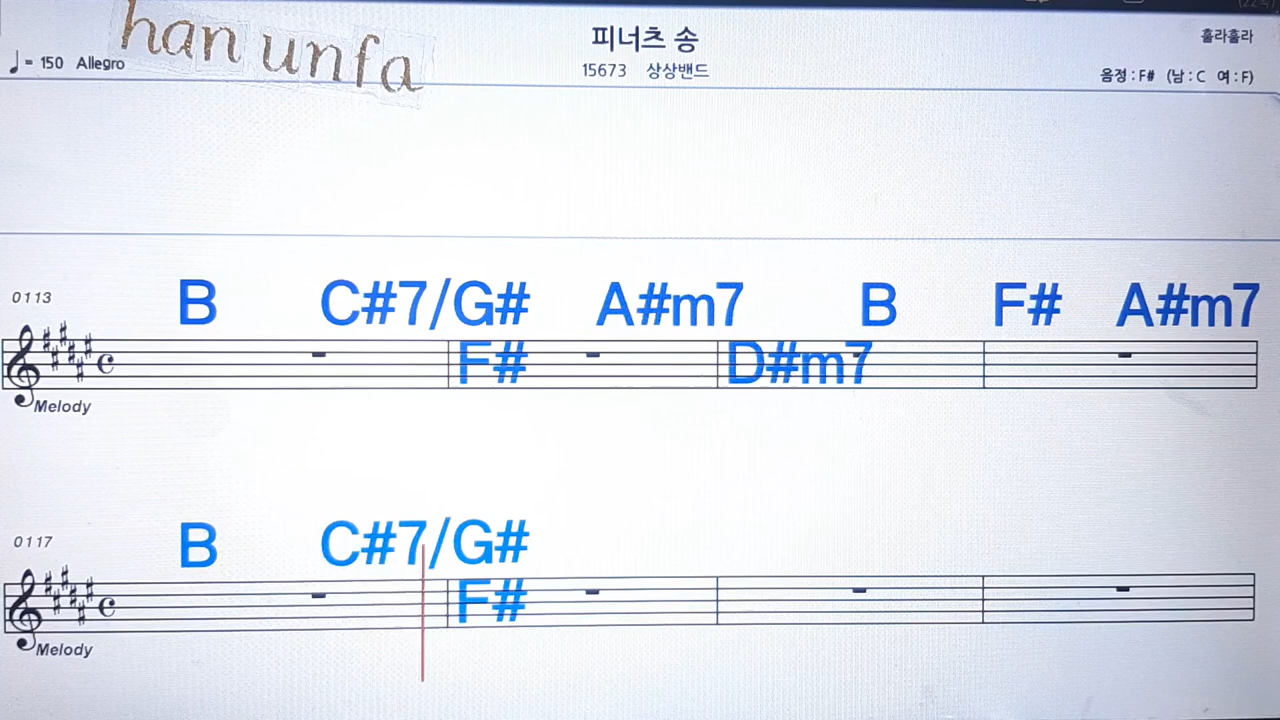 han unfa
피너츠 송
훌라훌라
♩= 150 Allegro
15673 상상밴드
음정 : F# (남 : C 여 : F)
0113
B C#7/G# A#m7 B F# A#m7
F# D#m7
Melody
0117
B C#7/G#
F#
Melody